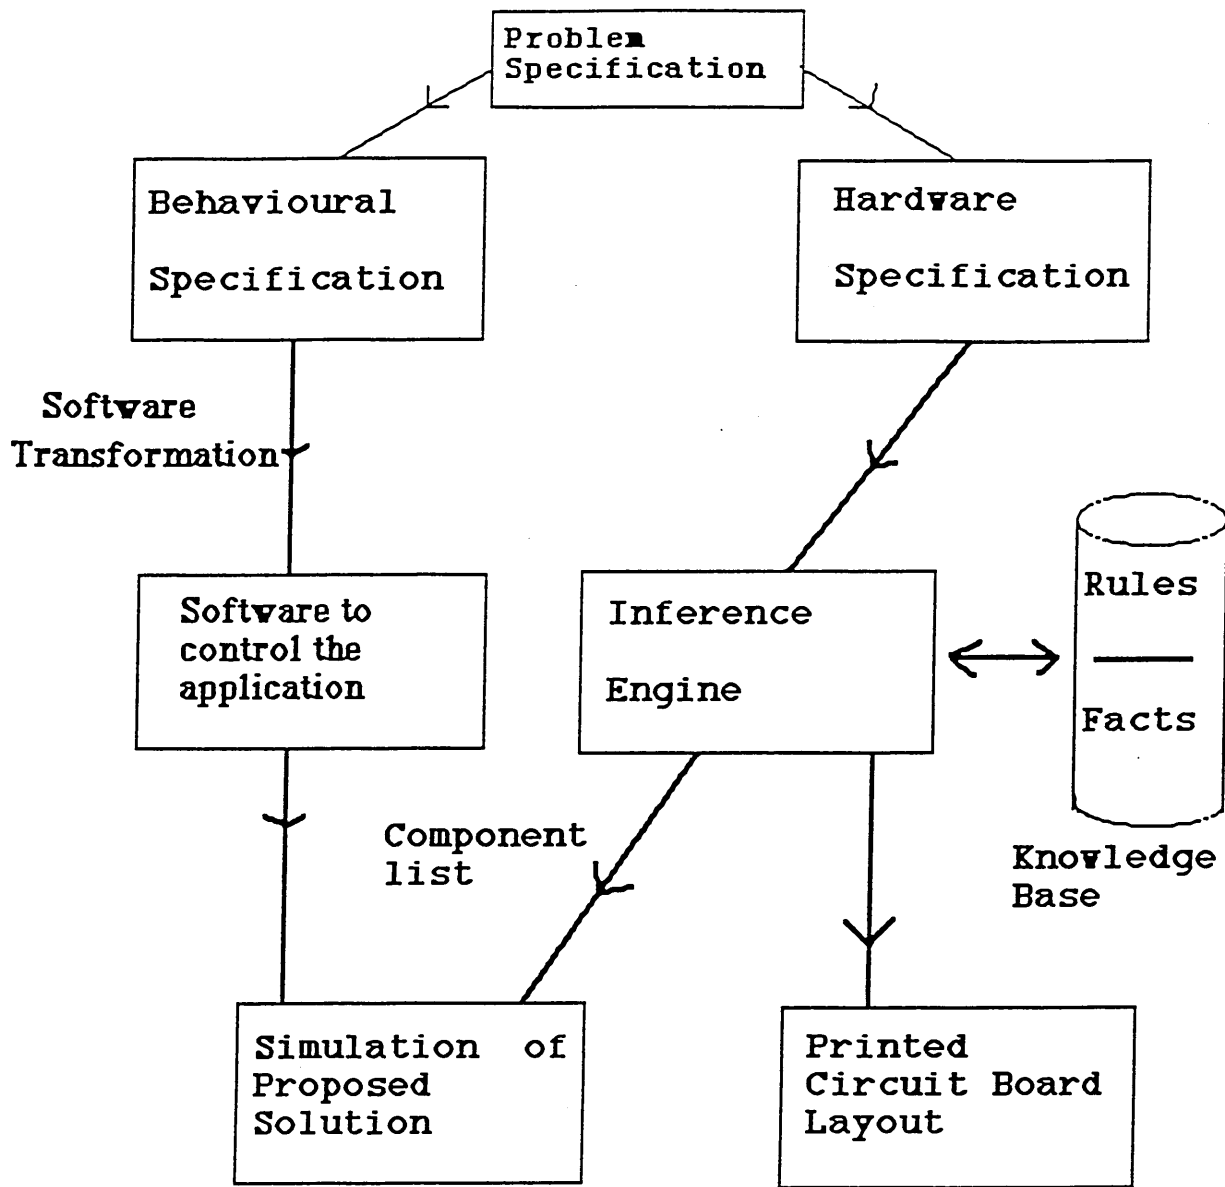 Problem
Specification
Behavioural
Specification
Hardware
Specification
Software
Transformation
Software to
control the
application
Inference
Engine
Rules
Facts
Knowledge
Base
Component
list
Simulation of
Proposed
Solution
Printed
Circuit Board
Layout